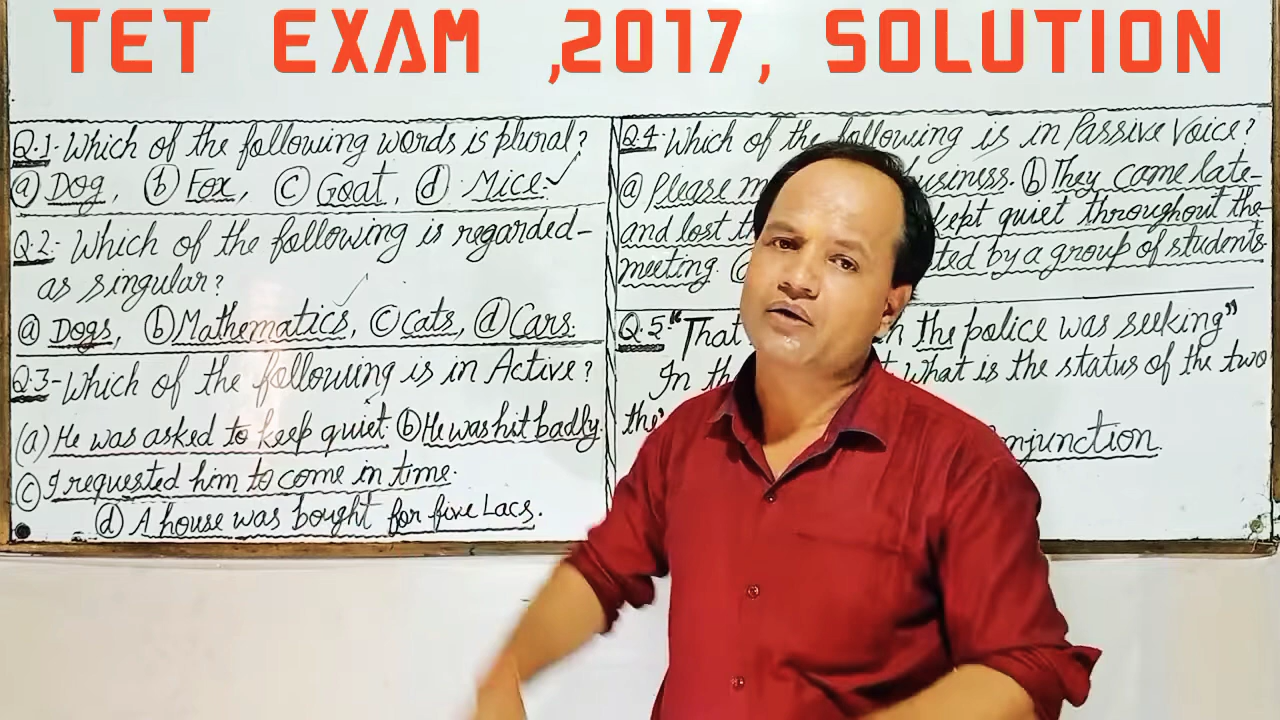 TET EXAM ,2017, SOLUTION
Q.1- Which of the following words is plural?
(a) Dog, (b) Fox, (c) Goat, (d) Mice ✓
Q.2- Which of the following is regarded-
as singular?
(a) Dogs, (b) Mathematics, (c) Cats, (d) Cars.
Q.3- Which of the following is in Active?
(a) He was asked to keep quiet. (b) He was hit badly.
(c) I requested him to come in time.
(d) A house was bought for five Lacs.
Q.4- Which of the following is in Passive Voice?
(a) Please business. (b) They came late-
and lost kept quiet throughout the-
meeting. by a group of students.
Q.5- "That the police was seeking"
In what is the status of the two
the'